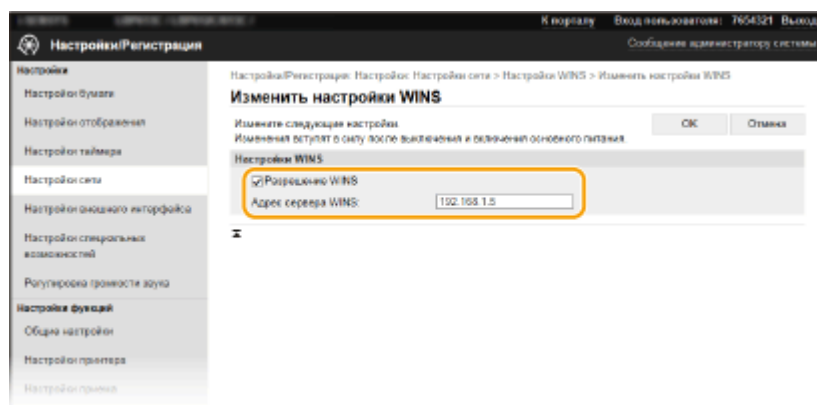 К порталу Вход пользователя: 7654321 Выход
Настройки/Регистрация
Сообщение администратору системы
Настройки
Настройки бумаги
Настройки отображения
Настройки таймера
Настройки сети
Настройки внешнего интерфейса
Настройки специальных
возможностей
Регулировка громкости звука
Настройки функций
Общие настройки
Настройки принтера
Настройки приема
Настройки/Регистрация: Настройки: Настройки сети > Настройки WINS > Изменить настройки WINS
Изменить настройки WINS
Измените следующие настройки.
Изменения вступят в силу после выключения и включения основного питания.
OK Отмена
Настройки WINS
Разрешение WINS
Адрес сервера WINS: 192.168.1.5